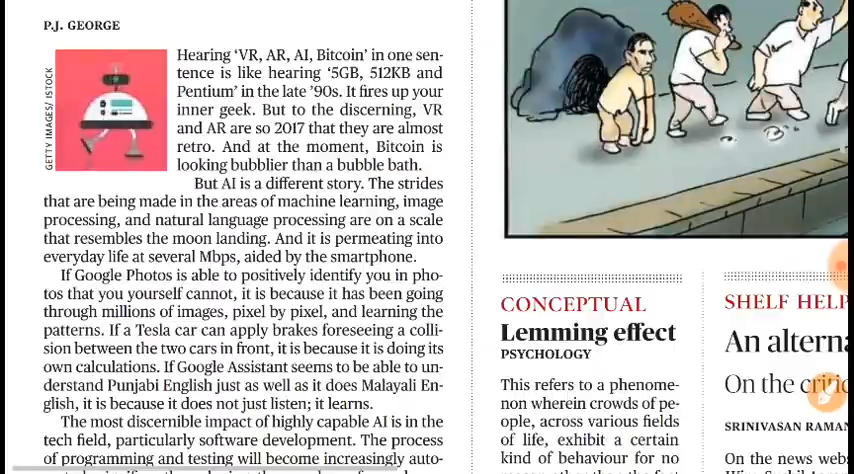 P.J. GEORGE
GETTY IMAGES/ ISTOCK
Hearing ‘VR, AR, AI, Bitcoin’ in one sen-
tence is like hearing ‘5GB, 512KB and
Pentium’ in the late ’90s. It fires up your
inner geek. But to the discerning, VR
and AR are so 2017 that they are almost
retro. And at the moment, Bitcoin is
looking bubblier than a bubble bath.
But AI is a different story. The strides
that are being made in the areas of machine learning, image
processing, and natural language processing are on a scale
that resembles the moon landing. And it is permeating into
everyday life at several Mbps, aided by the smartphone.
If Google Photos is able to positively identify you in pho-
tos that you yourself cannot, it is because it has been going
through millions of images, pixel by pixel, and learning the
patterns. If a Tesla car can apply brakes foreseeing a colli-
sion between the two cars in front, it is because it is doing its
own calculations. If Google Assistant seems to be able to un-
derstand Punjabi English just as well as it does Malayali En-
glish, it is because it does not just listen; it learns.
The most discernible impact of highly capable AI is in the
tech field, particularly software development. The process
of programming and testing will become increasingly auto-
CONCEPTUAL
Lemming effect
PSYCHOLOGY
This refers to a phenome-
non wherein crowds of pe-
ople, across various fields
of life, exhibit a certain
kind of behaviour for no
SHELF HELP
An alterna
On the critic
SRINIVASAN RAMAN
On the news webs